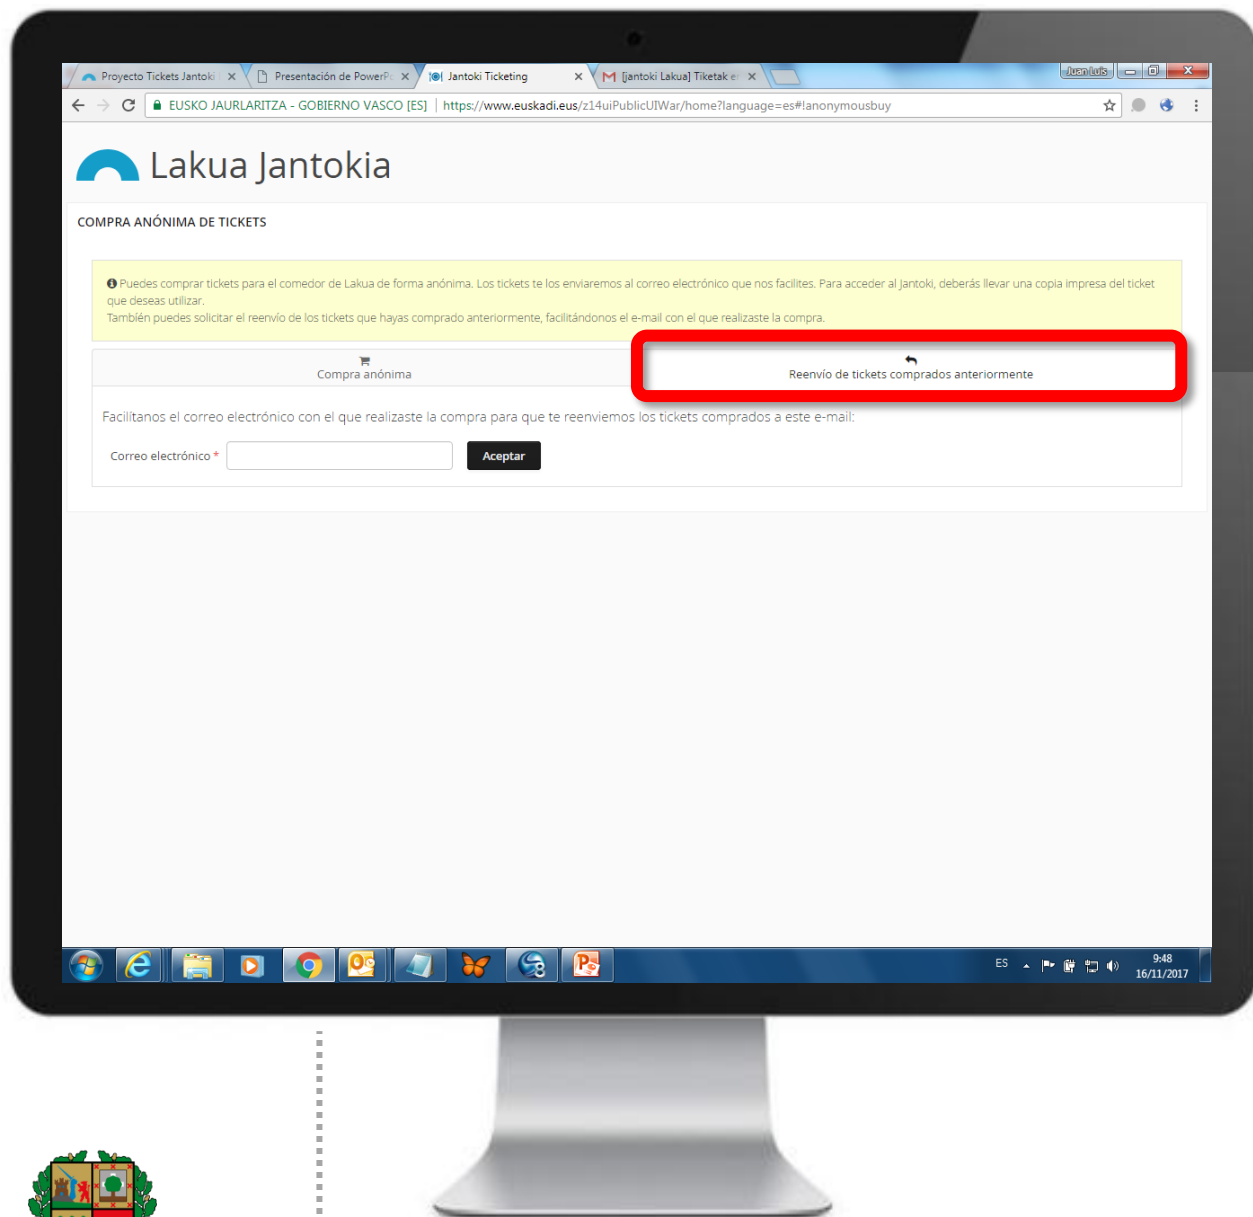 Juan Luis
Proyecto Tickets Jantoki
Presentación de PowerPo
Jantoki Ticketing
[jantoki Lakua] Tiketak e
EUSKO JAURLARITZA - GOBIERNO VASCO [ES] | https://www.euskadi.eus/z14uiPublicUIWar/home?language=es#!anonymousbuy
Lakua Jantokia
COMPRA ANÓNIMA DE TICKETS
Puedes comprar tickets para el comedor de Lakua de forma anónima. Los tickets te los enviaremos al correo electrónico que nos facilites. Para acceder al Jantoki, deberás llevar una copia impresa del ticket
que deseas utilizar.
También puedes solicitar el reenvío de los tickets que hayas comprado anteriormente, facilitándonos el e-mail con el que realizaste la compra.
Compra anónima
Reenvío de tickets comprados anteriormente
Facilítanos el correo electrónico con el que realizaste la compra para que te reenviemos los tickets comprados a este e-mail:
Correo electrónico *
Aceptar
ES
9:48
16/11/2017